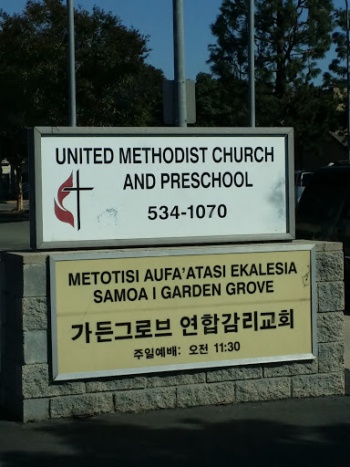 UNITED METHODIST CHURCH
AND PRESCHOOL
534-1070
METOTISI AUFA'ATASI EKALESIA
SAMOA I GARDEN GROVE
가든그로브 연합감리교회
주일예배: 오전 11:30